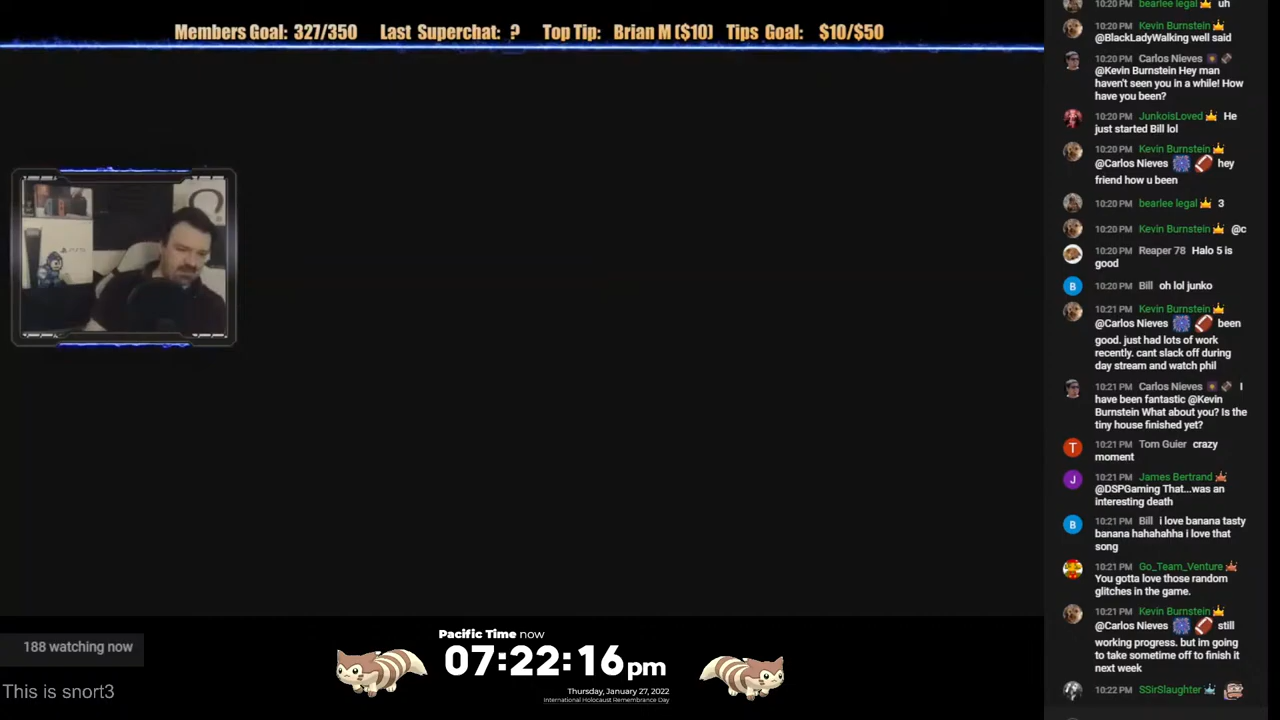 Members Goal: 327/350 Last Superchat: ? Top Tip: Brian M ($10) Tips Goal: $10/$50
10:20 PM bearlee legal uh
10:20 PM Kevin Burnstein
@BlackLadyWalking well said
10:20 PM Carlos Nieves
@Kevin Burnstein Hey man
haven't seen you in a while! How
have you been?
10:20 PM JunkoisLoved He
just started Bill lol
10:20 PM Kevin Burnstein
@Carlos Nieves hey
friend how u been
10:20 PM bearlee legal 3
10:20 PM Kevin Burnstein @c
10:20 PM Reaper 78 Halo 5 is
good
10:20 PM Bill oh lol junko
10:21 PM Kevin Burnstein
@Carlos Nieves been
good. just had lots of work
recently. cant slack off during
day stream and watch phil
10:21 PM Carlos Nieves I
have been fantastic @Kevin
Burnstein What about you? Is the
tiny house finished yet?
10:21 PM Tom Guier crazy
moment
10:21 PM James Bertrand
@DSPGaming That...was an
interesting death
10:21 PM Bill i love banana tasty
banana hahahahha i love that
song
10:21 PM Go_Team_Venture
You gotta love those random
glitches in the game.
10:21 PM Kevin Burnstein
@Carlos Nieves still
working progress. but im going
to take sometime off to finish it
next week
10:22 PM SSirSlaughter
188 watching now
This is snort3
Pacific Time now
07:22:16pm
Thursday, January 27, 2022
International Holocaust Remembrance Day